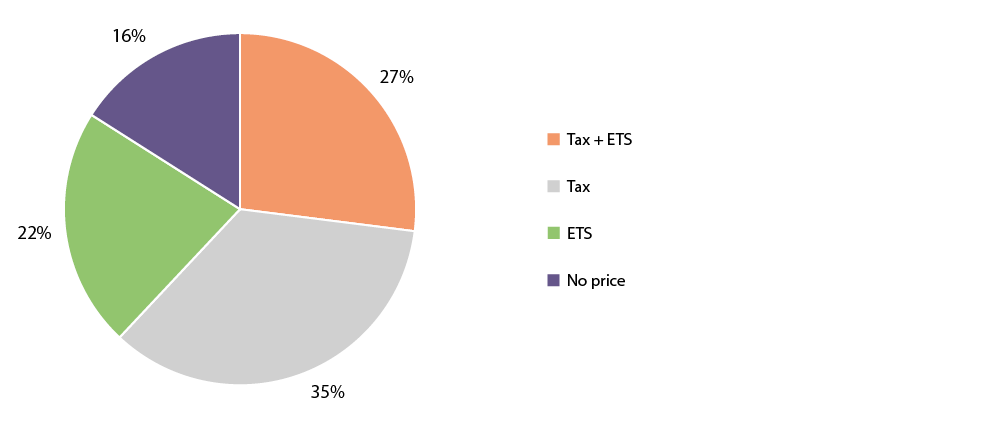 16%
27%
22%
35%
Tax + ETS
Tax
ETS
No price